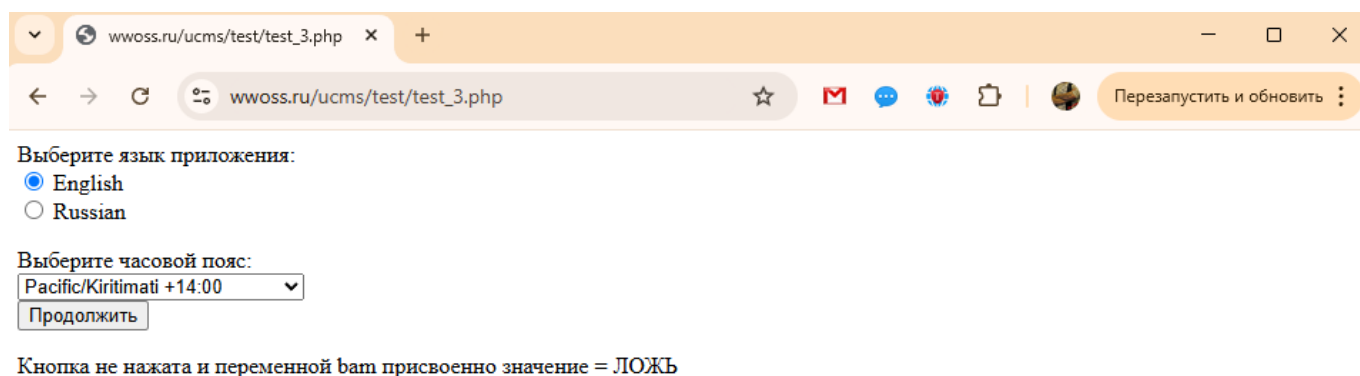 wwoss.ru/ucms/test/test_3.php
wwoss.ru/ucms/test/test_3.php
Перезапустить и обновить
Выберите язык приложения:
English
Russian
Выберите часовой пояс:
Pacific/Kiritimati +14:00
Продолжить
Кнопка не нажата и переменной bam присвоенно значение = ЛОЖЬ